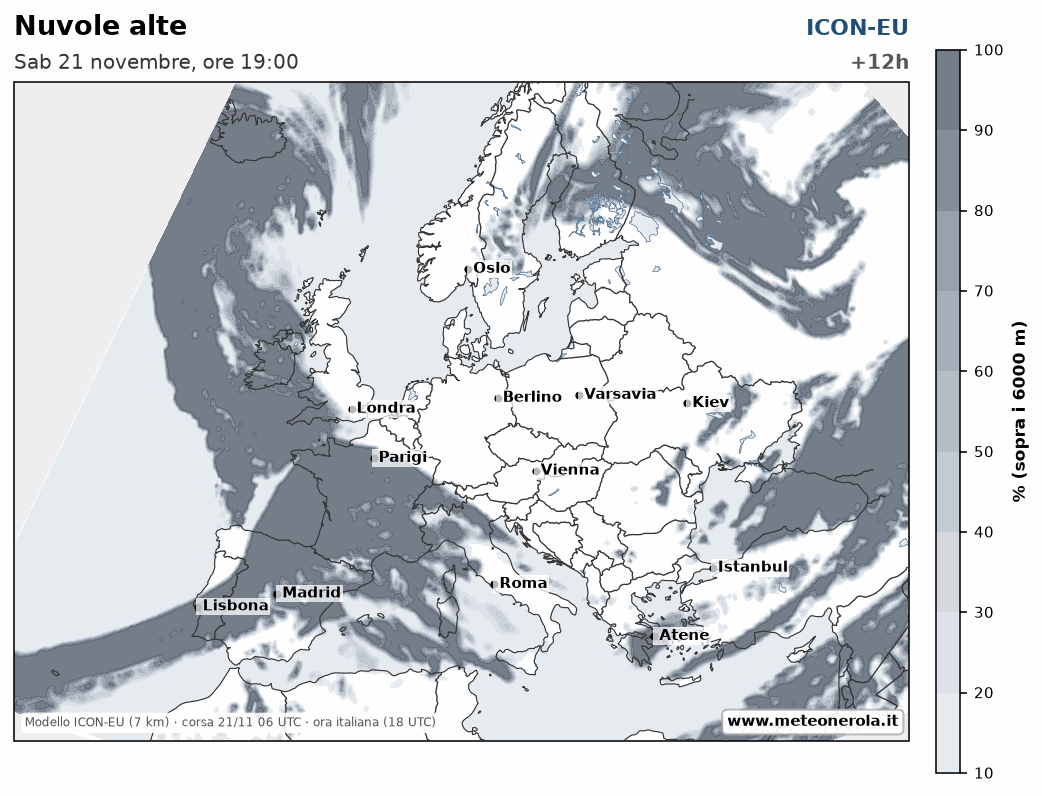 Nuvole alte
ICON-EU
Sab 21 novembre, ore 19:00
+12h
100
90
80
70
60
50
40
30
20
10
% (sopra i 6000 m)
Oslo
Berlino
Varsavia
Kiev
Londra
Parigi
Vienna
Istanbul
Roma
Madrid
Lisbona
Atene
Modello ICON-EU (7 km) · corsa 21/11 06 UTC · ora italiana (18 UTC)
www.meteonerola.it